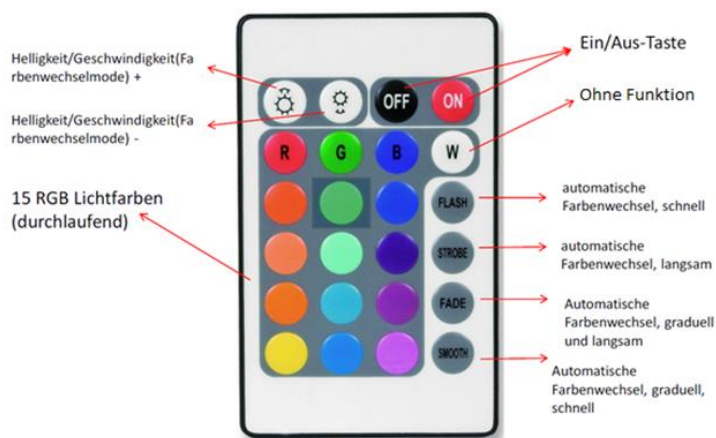 Helligkeit/Geschwindigkeit(Fa
rbenwechselmode) +
Helligkeit/Geschwindigkeit(Fa
rbenwechselmode) -
15 RGB Lichtfarben
(durchlaufend)
OFF
ON
R
G
B
W
FLASH
STROBE
FADE
SMOOTH
Ein/Aus-Taste
Ohne Funktion
automatische
Farbenwechsel, schnell
automatische
Farbenwechsel, langsam
Automatische
Farbenwechsel, graduell
und langsam
Automatische
Farbenwechsel, graduell,
schnell